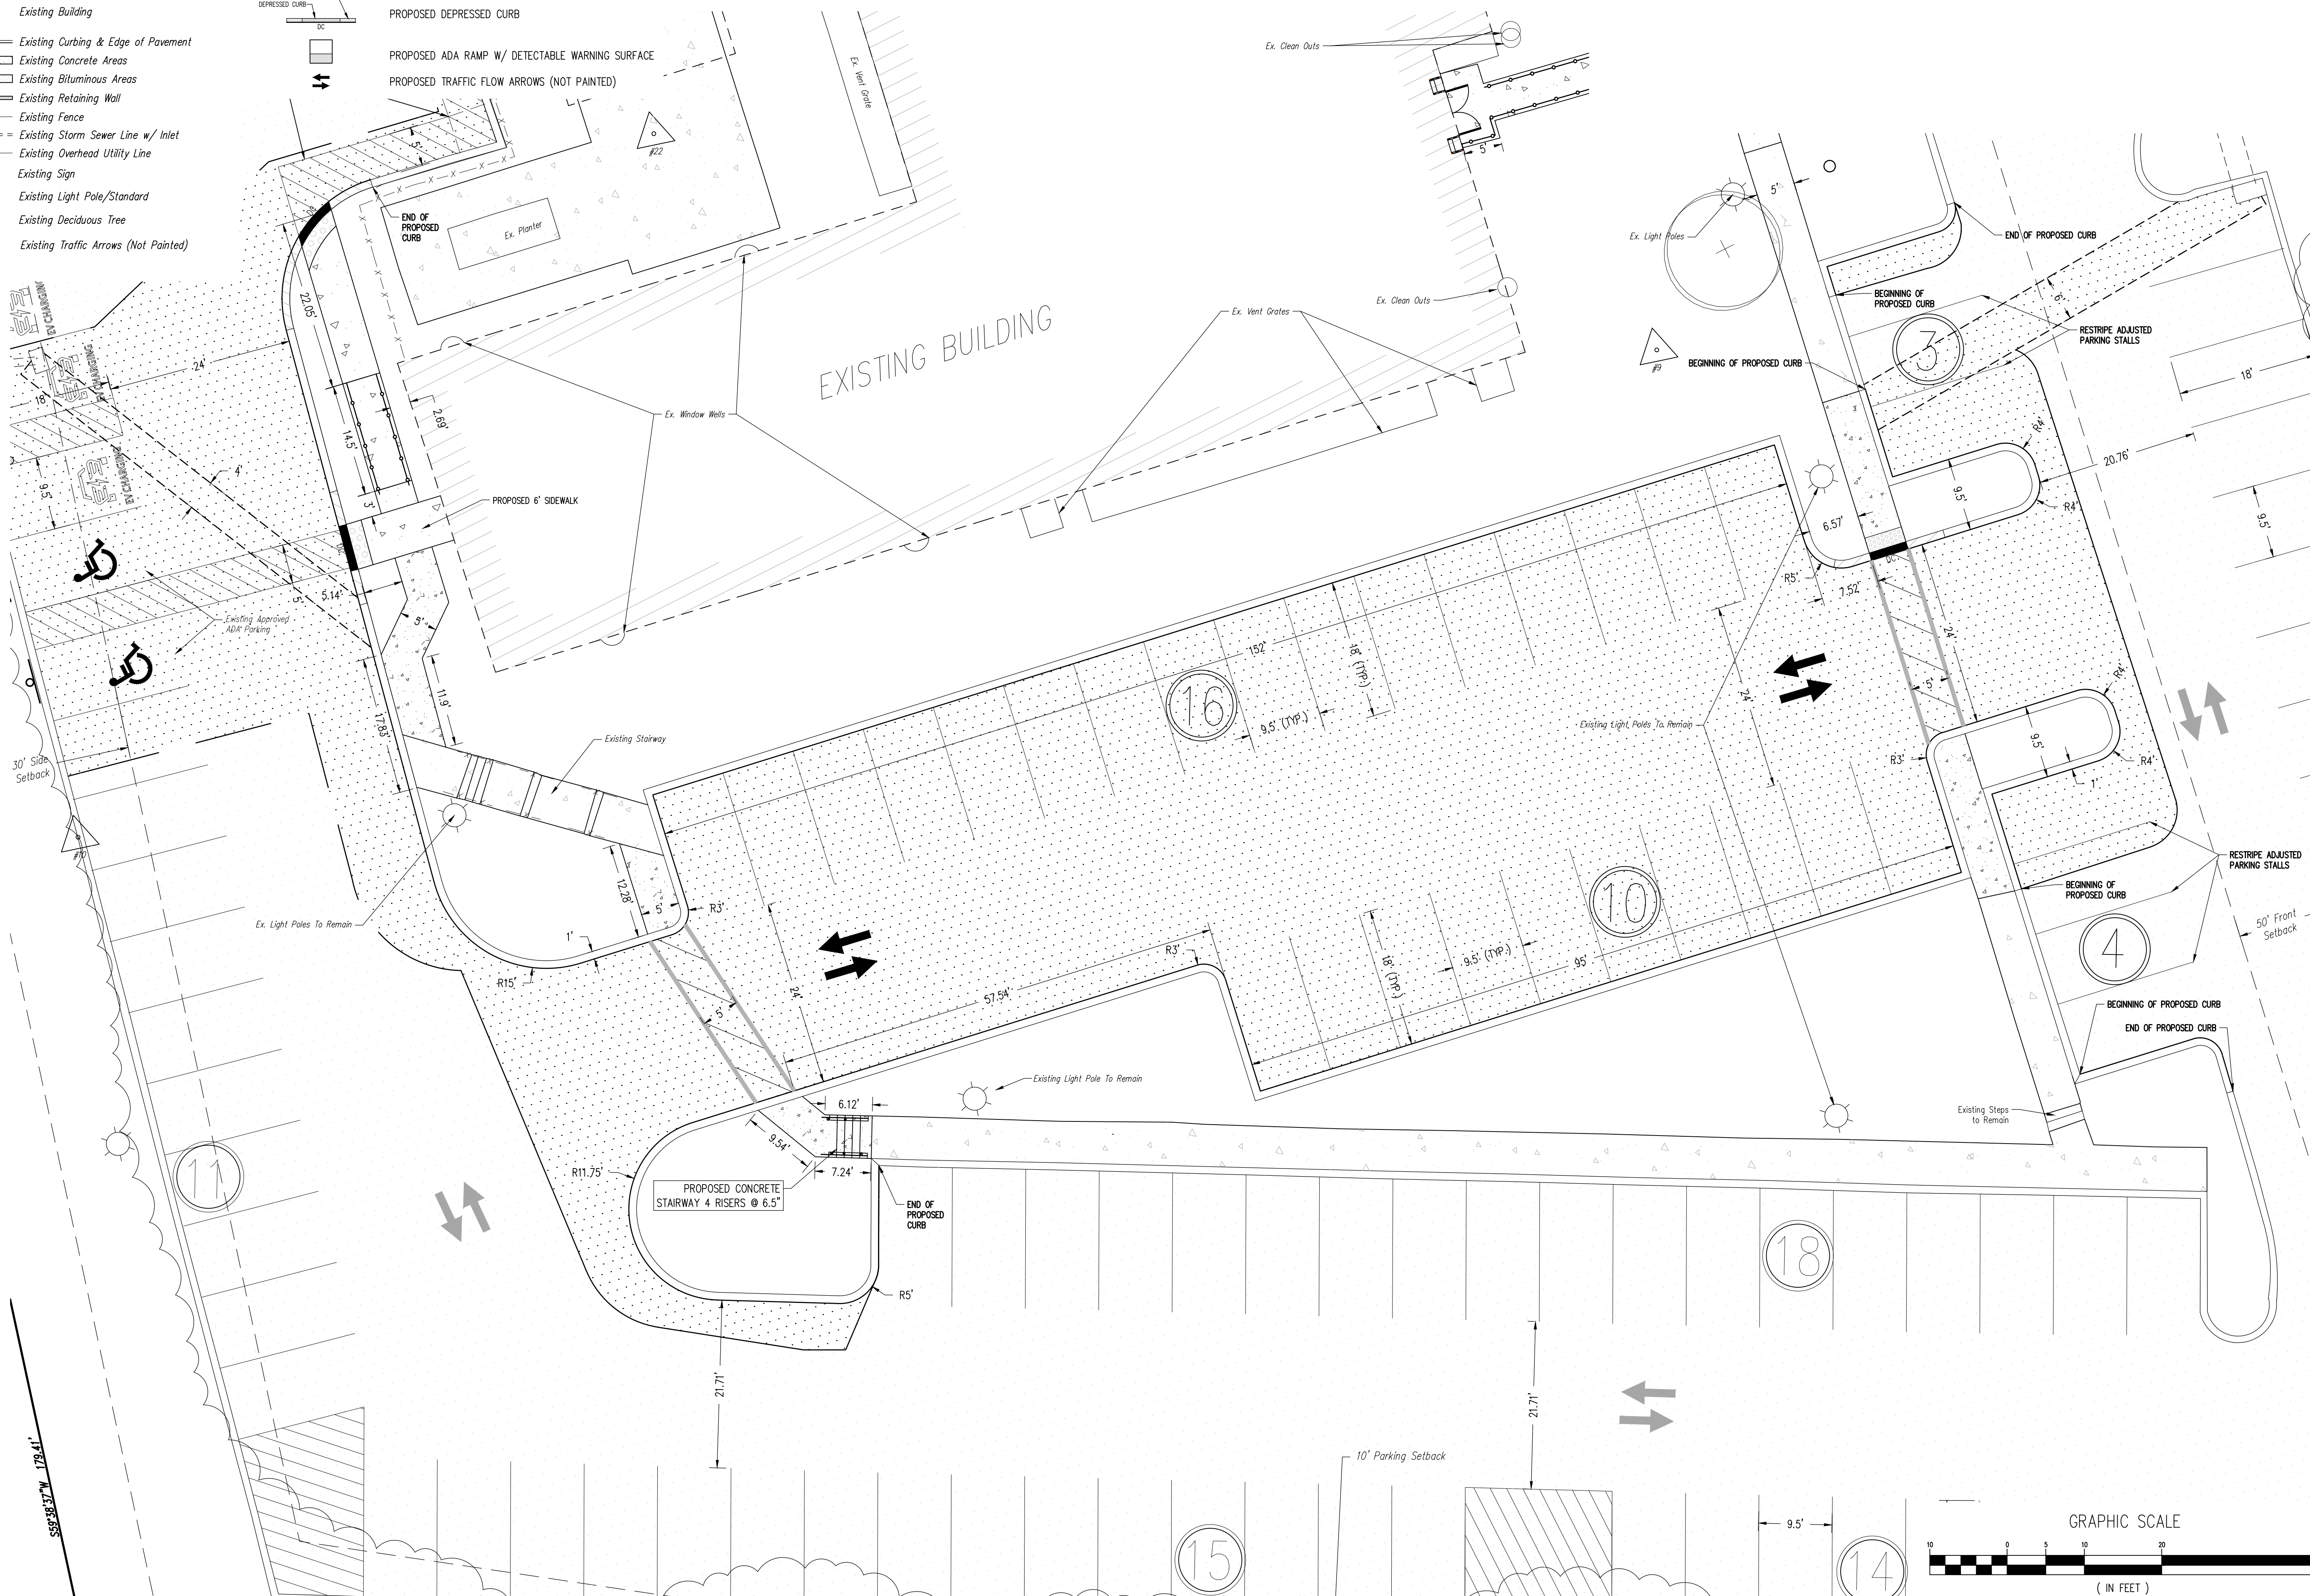 Existing Building
Existing Curbing & Edge of Pavement
Existing Concrete Areas
Existing Bituminous Areas
Existing Retaining Wall
Existing Fence
Existing Storm Sewer Line w/ Inlet
Existing Overhead Utility Line
Existing Sign
Existing Light Pole/Standard
Existing Deciduous Tree
Existing Traffic Arrows (Not Painted)
DEPRESSED CURB
DC
PROPOSED DEPRESSED CURB
PROPOSED ADA RAMP W/ DETECTABLE WARNING SURFACE
PROPOSED TRAFFIC FLOW ARROWS (NOT PAINTED)
5'
#22
Ex. Vent Grate
Ex. Planter
END OF
PROPOSED
CURB
Ex. Clean Outs
5'
Ex. Clean Outs
EXISTING BUILDING
Ex. Vent Grates
Ex. Window Wells
Ex. Light Poles
5'
#9
BEGINNING OF PROPOSED CURB
BEGINNING OF
PROPOSED CURB
END OF PROPOSED CURB
RESTRIPE ADJUSTED
PARKING STALLS
6'
3
18'
20.76'
9.5'
R4'
R4'
9.5'
EV CHARGING
EV CHARGING
EV CHARGING
24'
18'
4'
9.5'
22.05'
14.5'
2.69'
3'
PROPOSED 6' SIDEWALK
DC
5.14'
5'
5'
Existing Approved
ADA Parking
11.9'
17.83'
30' Side
Setback
#10
Existing Stairway
Ex. Light Poles To Remain
12.28'
5'
R3'
1'
R15'
5'
24'
57.54'
R3'
152'
16
9.5' (TYP.)
18' (TYP.)
18' (TYP.)
9.5' (TYP.)
95'
10
6.57'
R5'
7.52'
DC
24'
24'
5'
Existing Light Poles To Remain
R3'
R4'
9.5'
R4'
1'
RESTRIPE ADJUSTED
PARKING STALLS
BEGINNING OF
PROPOSED CURB
4
50' Front
Setback
BEGINNING OF PROPOSED CURB
END OF PROPOSED CURB
Existing Steps
to Remain
Existing Light Pole To Remain
6.12'
9.54'
7.24'
R11.75'
PROPOSED CONCRETE
STAIRWAY 4 RISERS @ 6.5"
END OF
PROPOSED
CURB
R5'
11
18
21.71'
21.71'
10' Parking Setback
S59°38'37"W 179.41'
15
9.5'
14
GRAPHIC SCALE
10 0 5 10 20
( IN FEET )